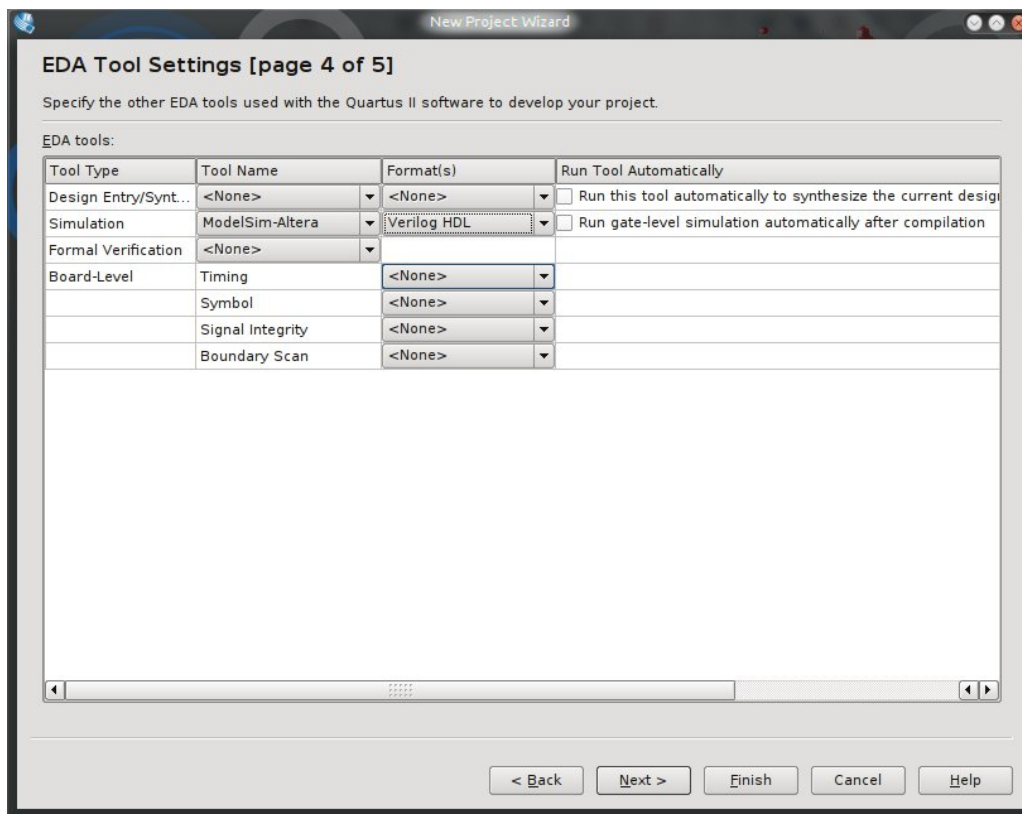 New Project Wizard
EDA Tool Settings [page 4 of 5]
Specify the other EDA tools used with the Quartus II software to develop your project.
EDA tools:
Tool Type Tool Name Format(s) Run Tool Automatically
Design Entry/Synt... <None> <None> Run this tool automatically to synthesize the current desig
Simulation ModelSim-Altera Verilog HDL Run gate-level simulation automatically after compilation
Formal Verification <None>
Board-Level Timing <None>
Symbol <None>
Signal Integrity <None>
Boundary Scan <None>
< Back Next > Finish Cancel Help